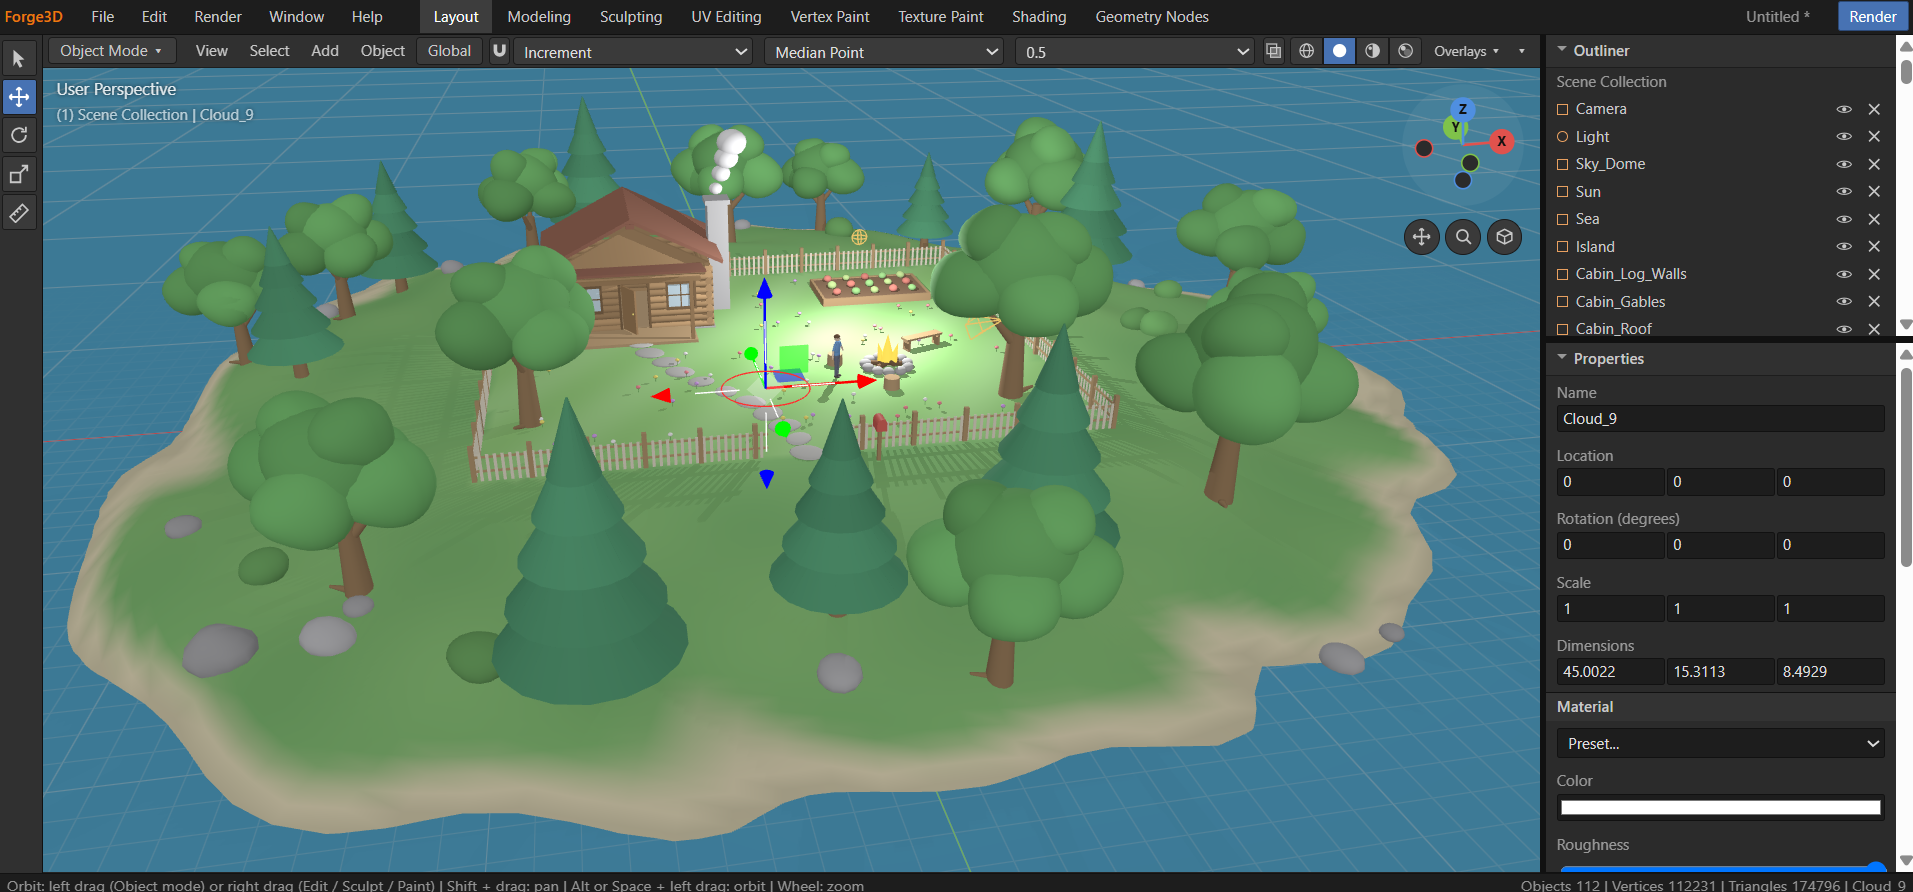 Forge3D File Edit Render Window Help Layout Modeling Sculpting UV Editing Vertex Paint Texture Paint Shading Geometry Nodes Untitled * Render
Object Mode View Select Add Object Global Increment Median Point 0.5 Overlays
User Perspective
(1) Scene Collection | Cloud_9
Z
Y
X
Outliner
Scene Collection
Camera
Light
Sky_Dome
Sun
Sea
Island
Cabin_Log_Walls
Cabin_Gables
Cabin_Roof
Properties
Name
Cloud_9
Location
0 0 0
Rotation (degrees)
0 0 0
Scale
1 1 1
Dimensions
45.0022 15.3113 8.4929
Material
Preset...
Color
Roughness
Orbit: left drag (Object mode) or right drag (Edit / Sculpt / Paint) | Shift + drag: pan | Alt or Space + left drag: orbit | Wheel: zoom
Objects 112 | Vertices 112231 | Triangles 174796 | Cloud_9